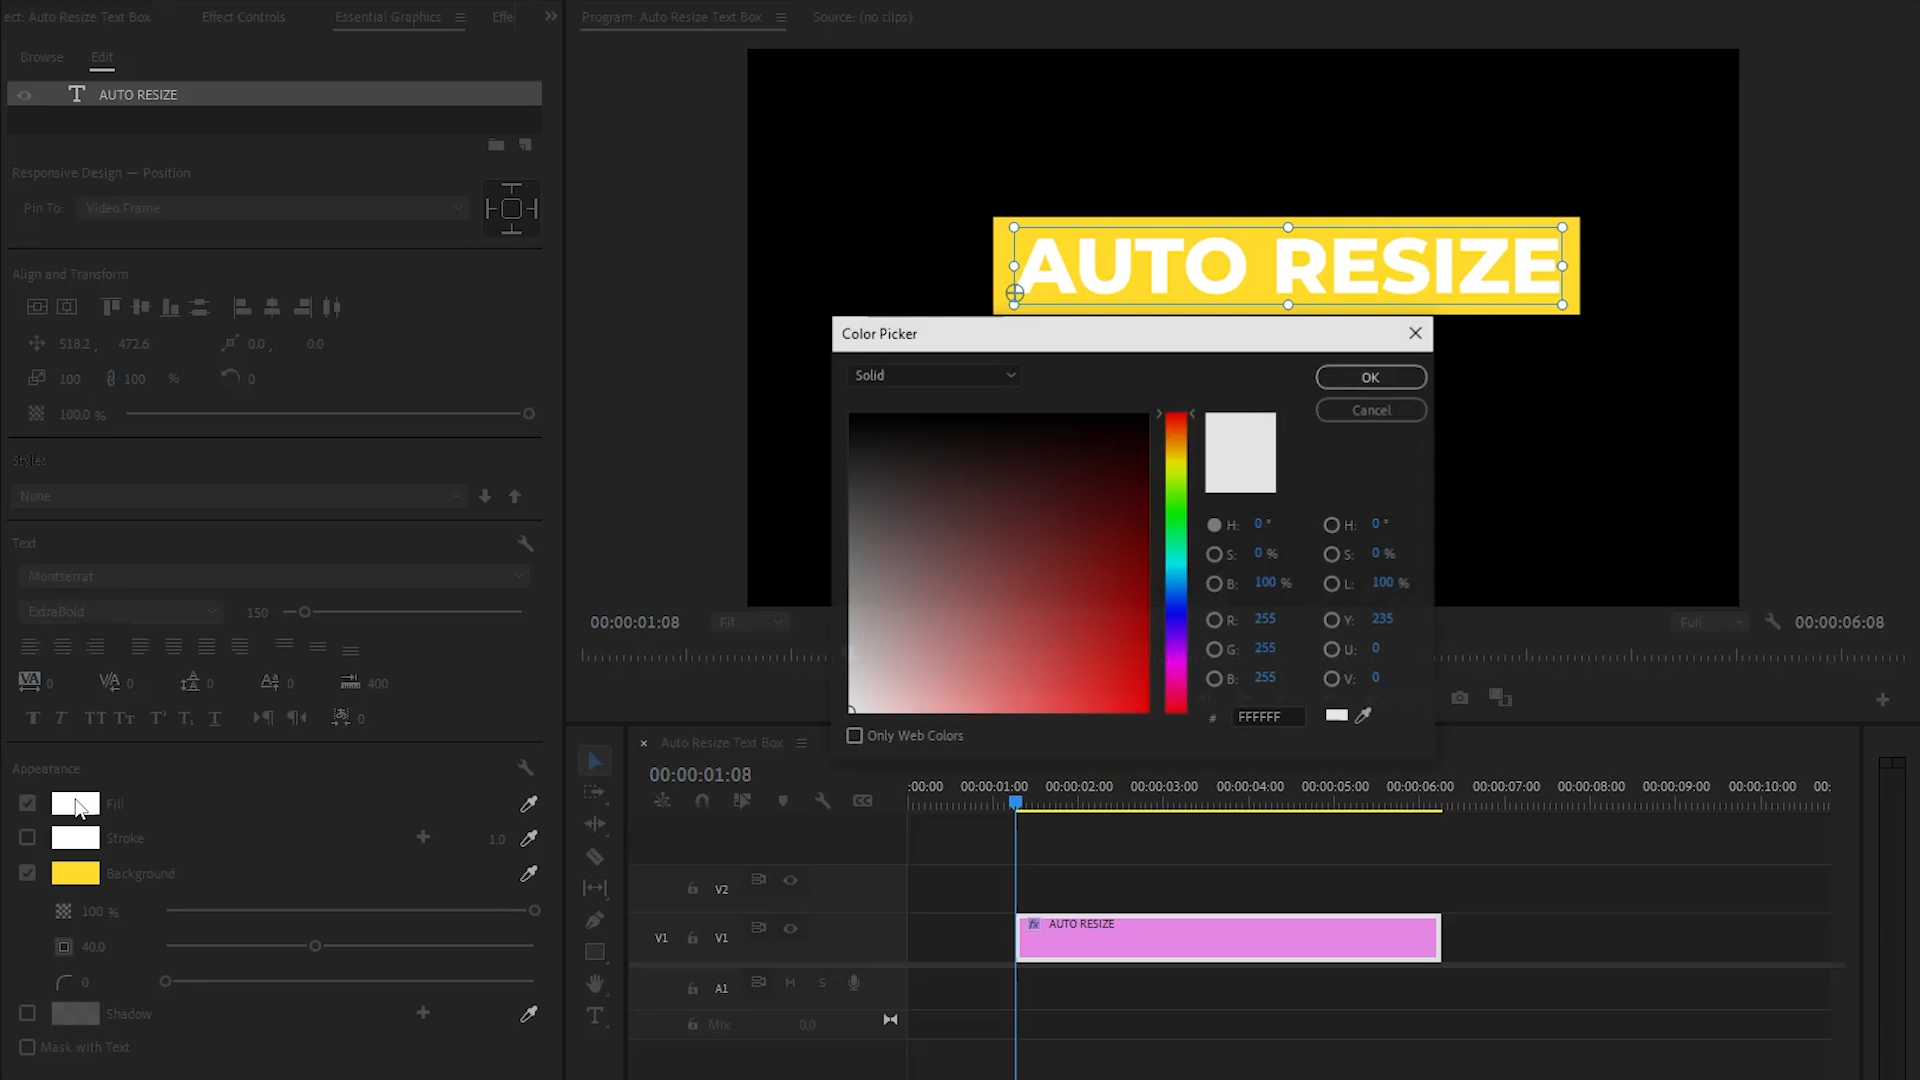 ect: Auto Resize Text Box
Effect Controls
Essential Graphics
Effe
Program: Auto Resize Text Box
Source: (no clips)
Browse
Edit
AUTO RESIZE
Responsive Design — Position
Pin To:
Video Frame
Align and Transform
518.2 ,
472.6
0.0 ,
0.0
100
100
%
0
100.0 %
Styles
None
Text
Montserrat
ExtraBold
150
0
0
0
0
400
0
Appearance
Fill
Stroke
1.0
Background
100 %
40.0
0
Shadow
Mask with Text
AUTO RESIZE
Color Picker
Solid
OK
Cancel
H: 0 °
H: 0 °
S: 0 %
S: 0 %
B: 100 %
L: 100 %
R: 255
Y: 235
G: 255
U: 0
B: 255
V: 0
# FFFFFF
Only Web Colors
00:00:01:08
Fit
Full
00:00:06:08
Auto Resize Text Box
00:00:01:08
:00:00
00:00:01:00
00:00:02:00
00:00:03:00
00:00:04:00
00:00:05:00
00:00:06:00
00:00:07:00
00:00:08:00
00:00:09:00
00:00:10:00
00:
V2
V1
V1
fx AUTO RESIZE
A1
M
S
Mix
0.0